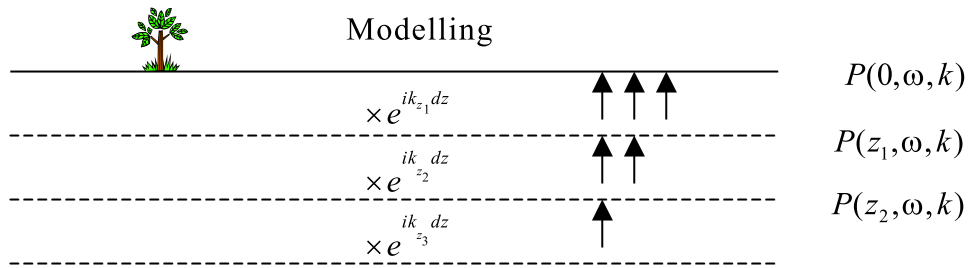 Modelling
P(0,ω,k)
×e^{ik_{z_1}dz}
P(z_1,ω,k)
×e^{ik_{z_2}dz}
P(z_2,ω,k)
×e^{ik_{z_3}dz}